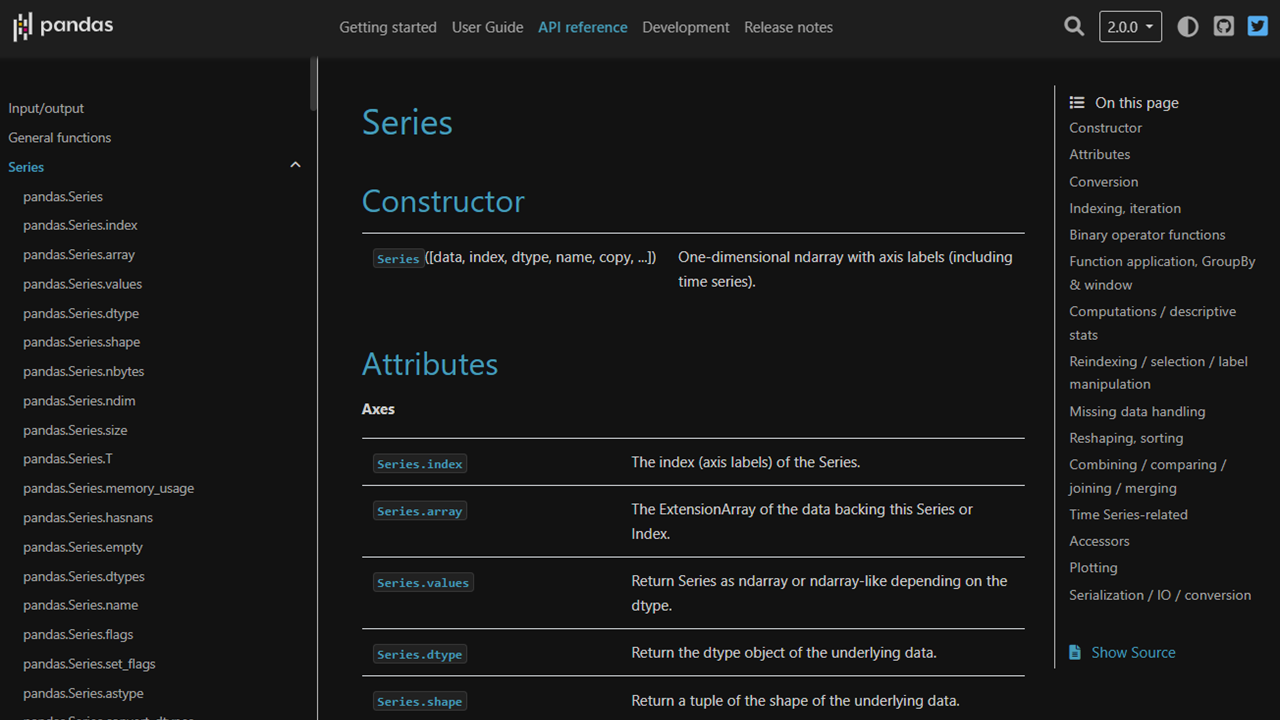 pandas
Getting started User Guide API reference Development Release notes
2.0.0
Input/output
General functions
Series
pandas.Series
pandas.Series.index
pandas.Series.array
pandas.Series.values
pandas.Series.dtype
pandas.Series.shape
pandas.Series.nbytes
pandas.Series.ndim
pandas.Series.size
pandas.Series.T
pandas.Series.memory_usage
pandas.Series.hasnans
pandas.Series.empty
pandas.Series.dtypes
pandas.Series.name
pandas.Series.flags
pandas.Series.set_flags
pandas.Series.astype
pandas.Series.convert_dtypes
Series
Constructor
Series([data, index, dtype, name, copy, ...])
One-dimensional ndarray with axis labels (including
time series).
Attributes
Axes
Series.index
The index (axis labels) of the Series.
Series.array
The ExtensionArray of the data backing this Series or
Index.
Series.values
Return Series as ndarray or ndarray-like depending on the
dtype.
Series.dtype
Return the dtype object of the underlying data.
Series.shape
Return a tuple of the shape of the underlying data.
On this page
Constructor
Attributes
Conversion
Indexing, iteration
Binary operator functions
Function application, GroupBy
& window
Computations / descriptive
stats
Reindexing / selection / label
manipulation
Missing data handling
Reshaping, sorting
Combining / comparing /
joining / merging
Time Series-related
Accessors
Plotting
Serialization / IO / conversion
Show Source